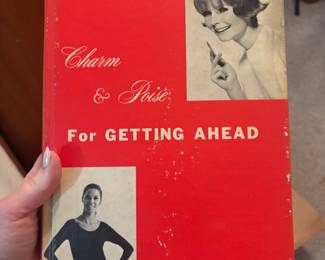 Charm
& Poise
For GETTING AHEAD